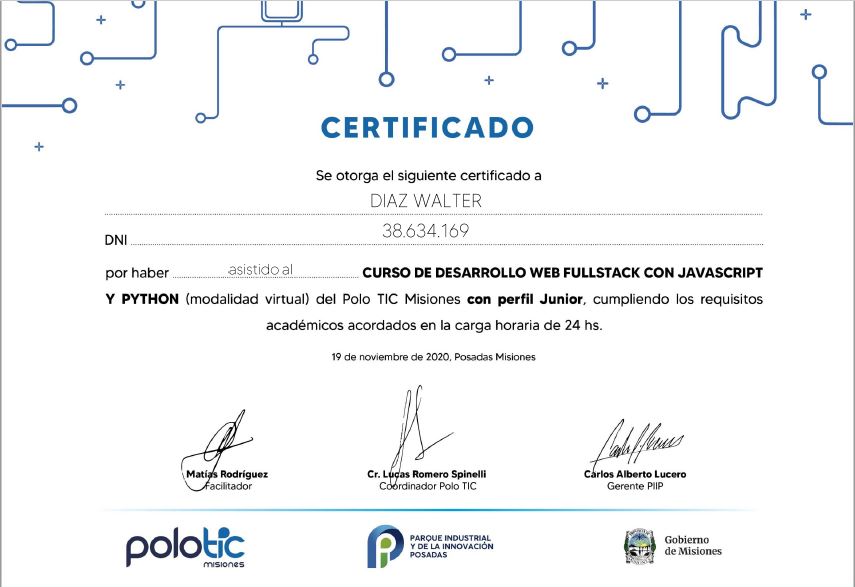 CERTIFICADO
Se otorga el siguiente certificado a
DIAZ WALTER
DNI 38.634.169
por haber asistido al CURSO DE DESARROLLO WEB FULLSTACK CON JAVASCRIPT
Y PYTHON (modalidad virtual) del Polo TIC Misiones con perfil Junior, cumpliendo los requisitos
académicos acordados en la carga horaria de 24 hs.
19 de noviembre de 2020, Posadas Misiones
Matías Rodríguez
Facilitador
Cr. Lucas Romero Spinelli
Coordinador Polo TIC
Carlos Alberto Lucero
Gerente PIIP
polotic
misiones
PARQUE INDUSTRIAL
Y DE LA INNOVACIÓN
POSADAS
Gobierno
de Misiones